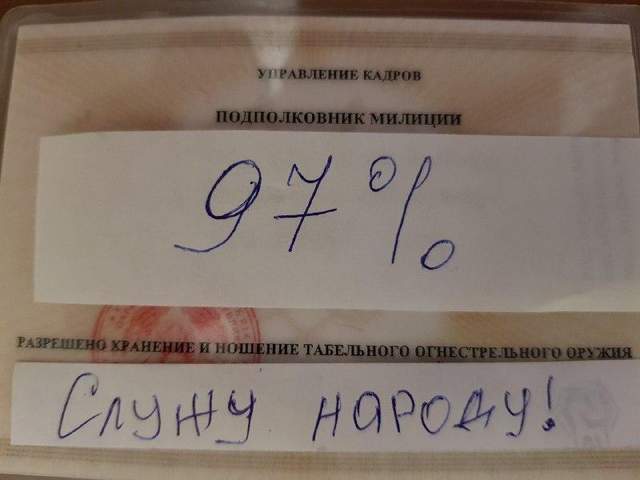 УПРАВЛЕНИЕ КАДРОВ
ПОДПОЛКОВНИК МИЛИЦИИ
97%
РАЗРЕШЕНО ХРАНЕНИЕ И НОШЕНИЕ ТАБЕЛЬНОГО ОГНЕСТРЕЛЬНОГО ОРУЖИЯ
Служу народу!